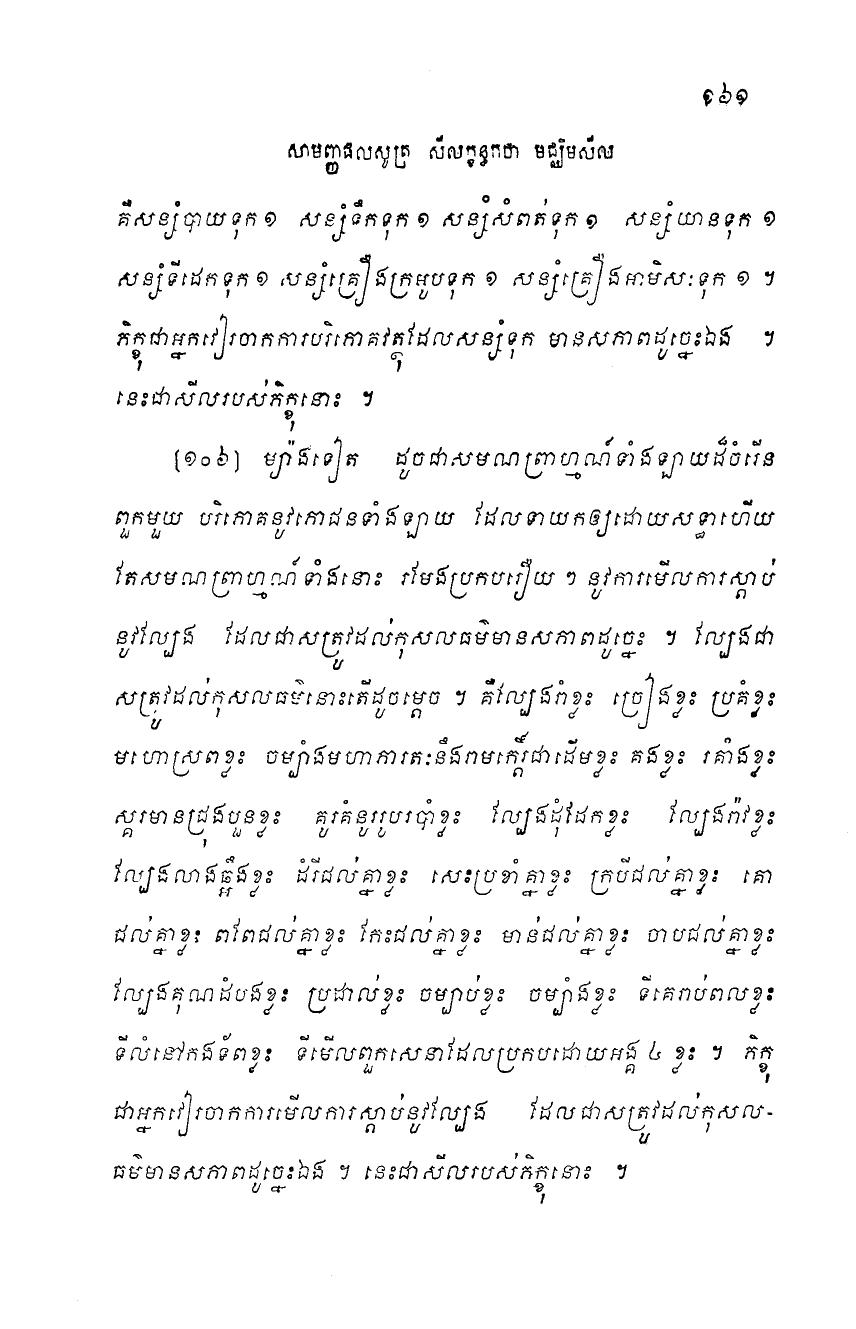 ១៦១
សាមញ្ញផលសូត្រ សីលក្ខន្ធកថា មជ្ឈិមសីល
គឺសន្សំបាយទុក ១ សន្សំទឹកទុក ១ សន្សំសំពត់ទុក ១ សន្សំយានទុក ១
សន្សំទីដេកទុក ១ សន្សំគ្រឿងក្រអូបទុក ១ សន្សំគ្រឿងអាមិសៈទុក ១ ។
ភិក្ខុជាអ្នកវៀរចាកការបរិភោគវត្ថុដែលសន្សំទុក មានសភាពដូច្នេះឯង ។
នេះជាសីលរបស់ភិក្ខុនោះ ។
[១០៦] ម្យ៉ាងទៀត ដូចជាសមណព្រាហ្មណ៍ទាំងឡាយដ៏ចំរើន
ពួកមួយ បរិភោគនូវភោជនទាំងឡាយ ដែលទាយកឲ្យដោយសទ្ធាហើយ
តែសមណព្រាហ្មណ៍ទាំងនោះ រមែងប្រកបរឿយ ៗ នូវការមើលការស្តាប់
នូវល្បែង ដែលជាសត្រូវដល់កុសលធម៌មានសភាពដូច្នេះ ។ ល្បែងជា
សត្រូវដល់កុសលធម៌នោះតើដូចម្តេច ។ គឺល្បែងរាំខ្លះ ច្រៀងខ្លះ ប្រគំខ្លះ
មហោស្រពខ្លះ ចម្បាំងមហាភារតៈនឹងរាមកេរ្តិ៍ជាដើមខ្លះ គងខ្លះ រគាំងខ្លះ
ស្គរមានជ្រុងបួនខ្លះ គូរគំនូររូបរបាំខ្លះ ល្បែងដុំដែកខ្លះ ល្បែងរ៉ាវខ្លះ
ល្បែងលាងឆ្អឹងខ្លះ ដំរីជល់គ្នាខ្លះ សេះប្រខាំគ្នាខ្លះ ក្របីជល់គ្នាខ្លះ គោ
ជល់គ្នាខ្លះ ពពែជល់គ្នាខ្លះ កែះជល់គ្នាខ្លះ មាន់ជល់គ្នាខ្លះ ចាបជល់គ្នាខ្លះ
ល្បែងគុណដំបងខ្លះ ប្រដាល់ខ្លះ ចម្បាប់ខ្លះ ចម្បាំងខ្លះ ទីគេរាប់ពលខ្លះ
ទីលំនៅកងទ័ពខ្លះ ទីមើលពួកសេនាដែលប្រកបដោយអង្គ ៤ ខ្លះ ។ ភិក្ខុ
ជាអ្នកវៀរចាកការមើលការស្តាប់នូវល្បែង ដែលជាសត្រូវដល់កុសល-
ធម៌មានសភាពដូច្នេះឯង ។ នេះជាសីលរបស់ភិក្ខុនោះ ។